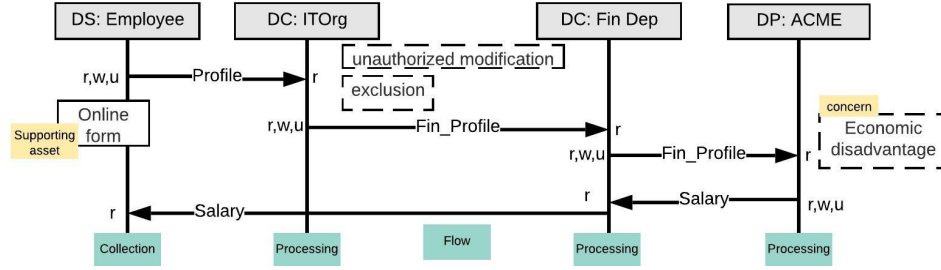 DS: Employee
DC: ITOrg
DC: Fin Dep
DP: ACME
r,w,u
Profile
r
unauthorized modification
exclusion
Online
form
Supporting
asset
concern
Economic
disadvantage
r,w,u
Fin_Profile
r
r,w,u
Fin_Profile
r
r
Salary
r,w,u
r
Salary
Collection
Processing
Flow
Processing
Processing